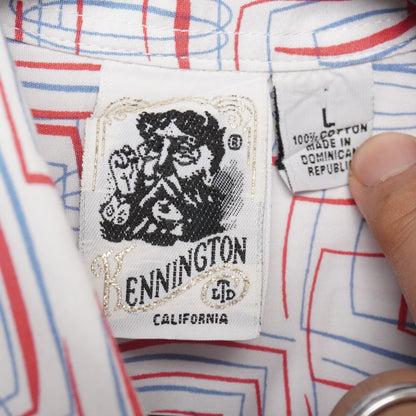 ®
KENNINGTON
LTD
CALIFORNIA
L
100% COTTON
MADE IN
DOMINICAN
REPUBLIC